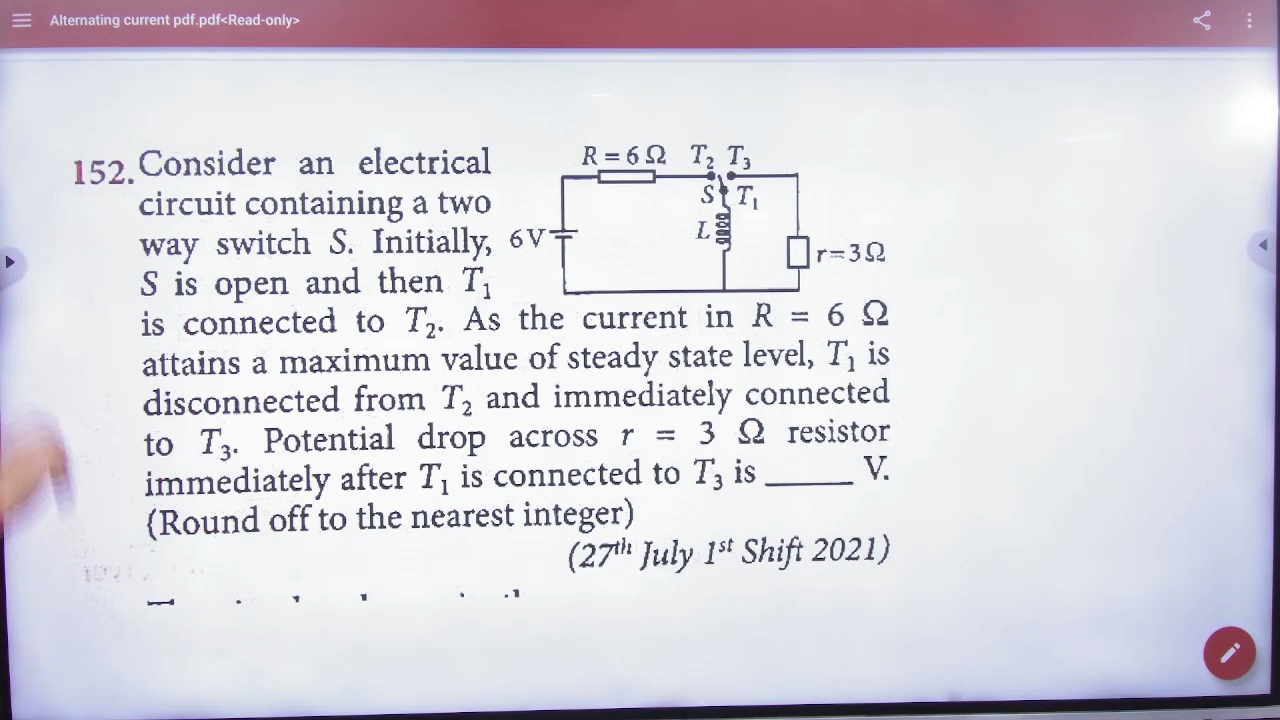 Alternating current pdf.pdf<Read-only>
152. Consider an electrical
circuit containing a two
way switch S. Initially,
S is open and then T₁
R = 6 Ω T₂ T₃
S T₁
L
6 V
r = 3 Ω
is connected to T₂. As the current in R = 6 Ω
attains a maximum value of steady state level, T₁ is
disconnected from T₂ and immediately connected
to T₃. Potential drop across r = 3 Ω resistor
immediately after T₁ is connected to T₃ is ______ V.
(Round off to the nearest integer)
(27th July 1st Shift 2021)